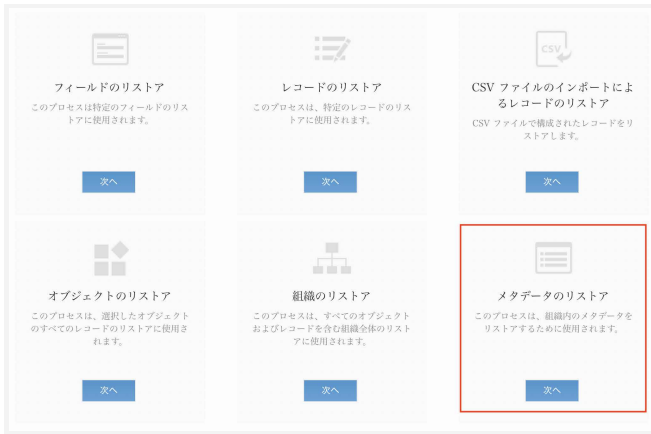 CSV
フィールドのリストア
このプロセスは特定のフィールドのリス
トアに使用されます。
次へ
レコードのリストア
このプロセスは、特定のレコードのリス
トアに使用されます。
次へ
CSV ファイルのインポートによ
るレコードのリストア
CSV ファイルで構成されたレコードをリ
ストアします。
次へ
オブジェクトのリストア
このプロセスは、選択したオブジェクト
のすべてのレコードのリストアに使用さ
れます。
次へ
組織のリストア
このプロセスは、すべてのオブジェクト
およびレコードを含む組織全体のリスト
アに使用されます。
次へ
メタデータのリストア
このプロセスは、組織内のメタデータを
リストアするために使用されます。
次へ